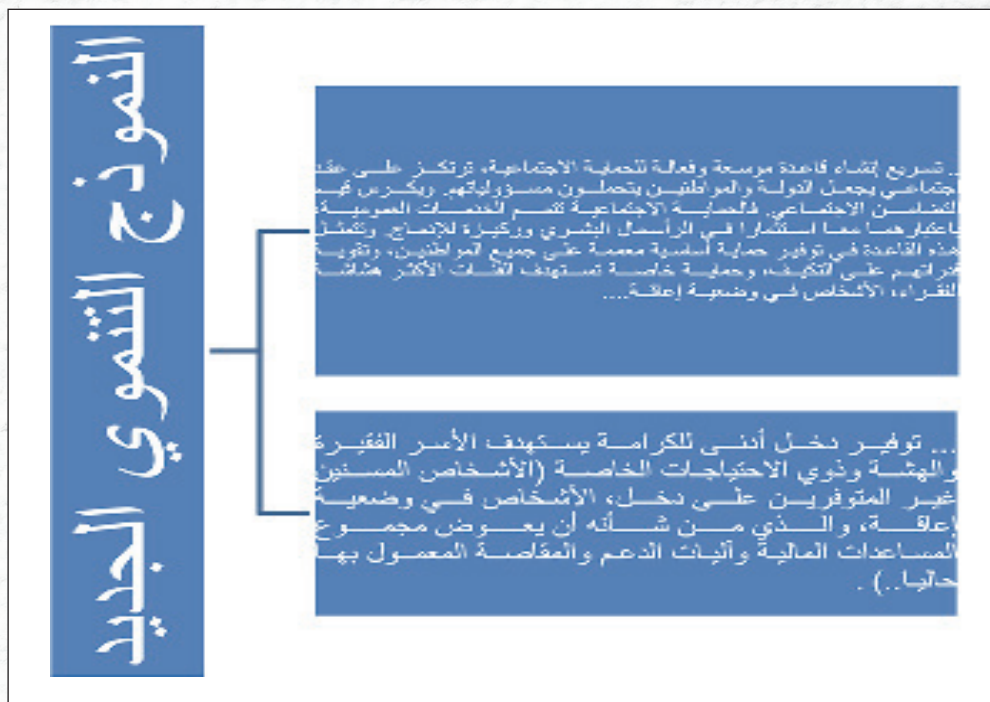 النموذج التنموي الجديد
... تسريع إنشاء قاعدة موسعة وفعالة للحماية الاجتماعية، ترتكز على عقد
اجتماعي يجعل الدولة والمواطنين يتحملون مسؤولياتهم. ويكرس قيم
التضامن الاجتماعي. فالحماية الاجتماعية تتمم الخدمات العمومية،
باعتبارهما معا استثمارا في الرأسمال البشري وركيزة للإدماج. وتتمثل
هذه القاعدة في توفير حماية أساسية معممة على جميع المواطنين، وتقوية
قدراتهم على التكيف، وحماية خاصة تستهدف الفئات الأكثر هشاشة
الفقراء، الأشخاص في وضعية إعاقة....
... توفير دخل أدنى للكرامة يستهدف الأسر الفقيرة
والهشة وذوي الاحتياجات الخاصة (الأشخاص المسنين
غير المتوفرين على دخل، الأشخاص في وضعية
إعاقة، والذي من شأنه أن يعوض مجموع
المساعدات المالية وآليات الدعم والمقاصة المعمول بها
حاليا..) .